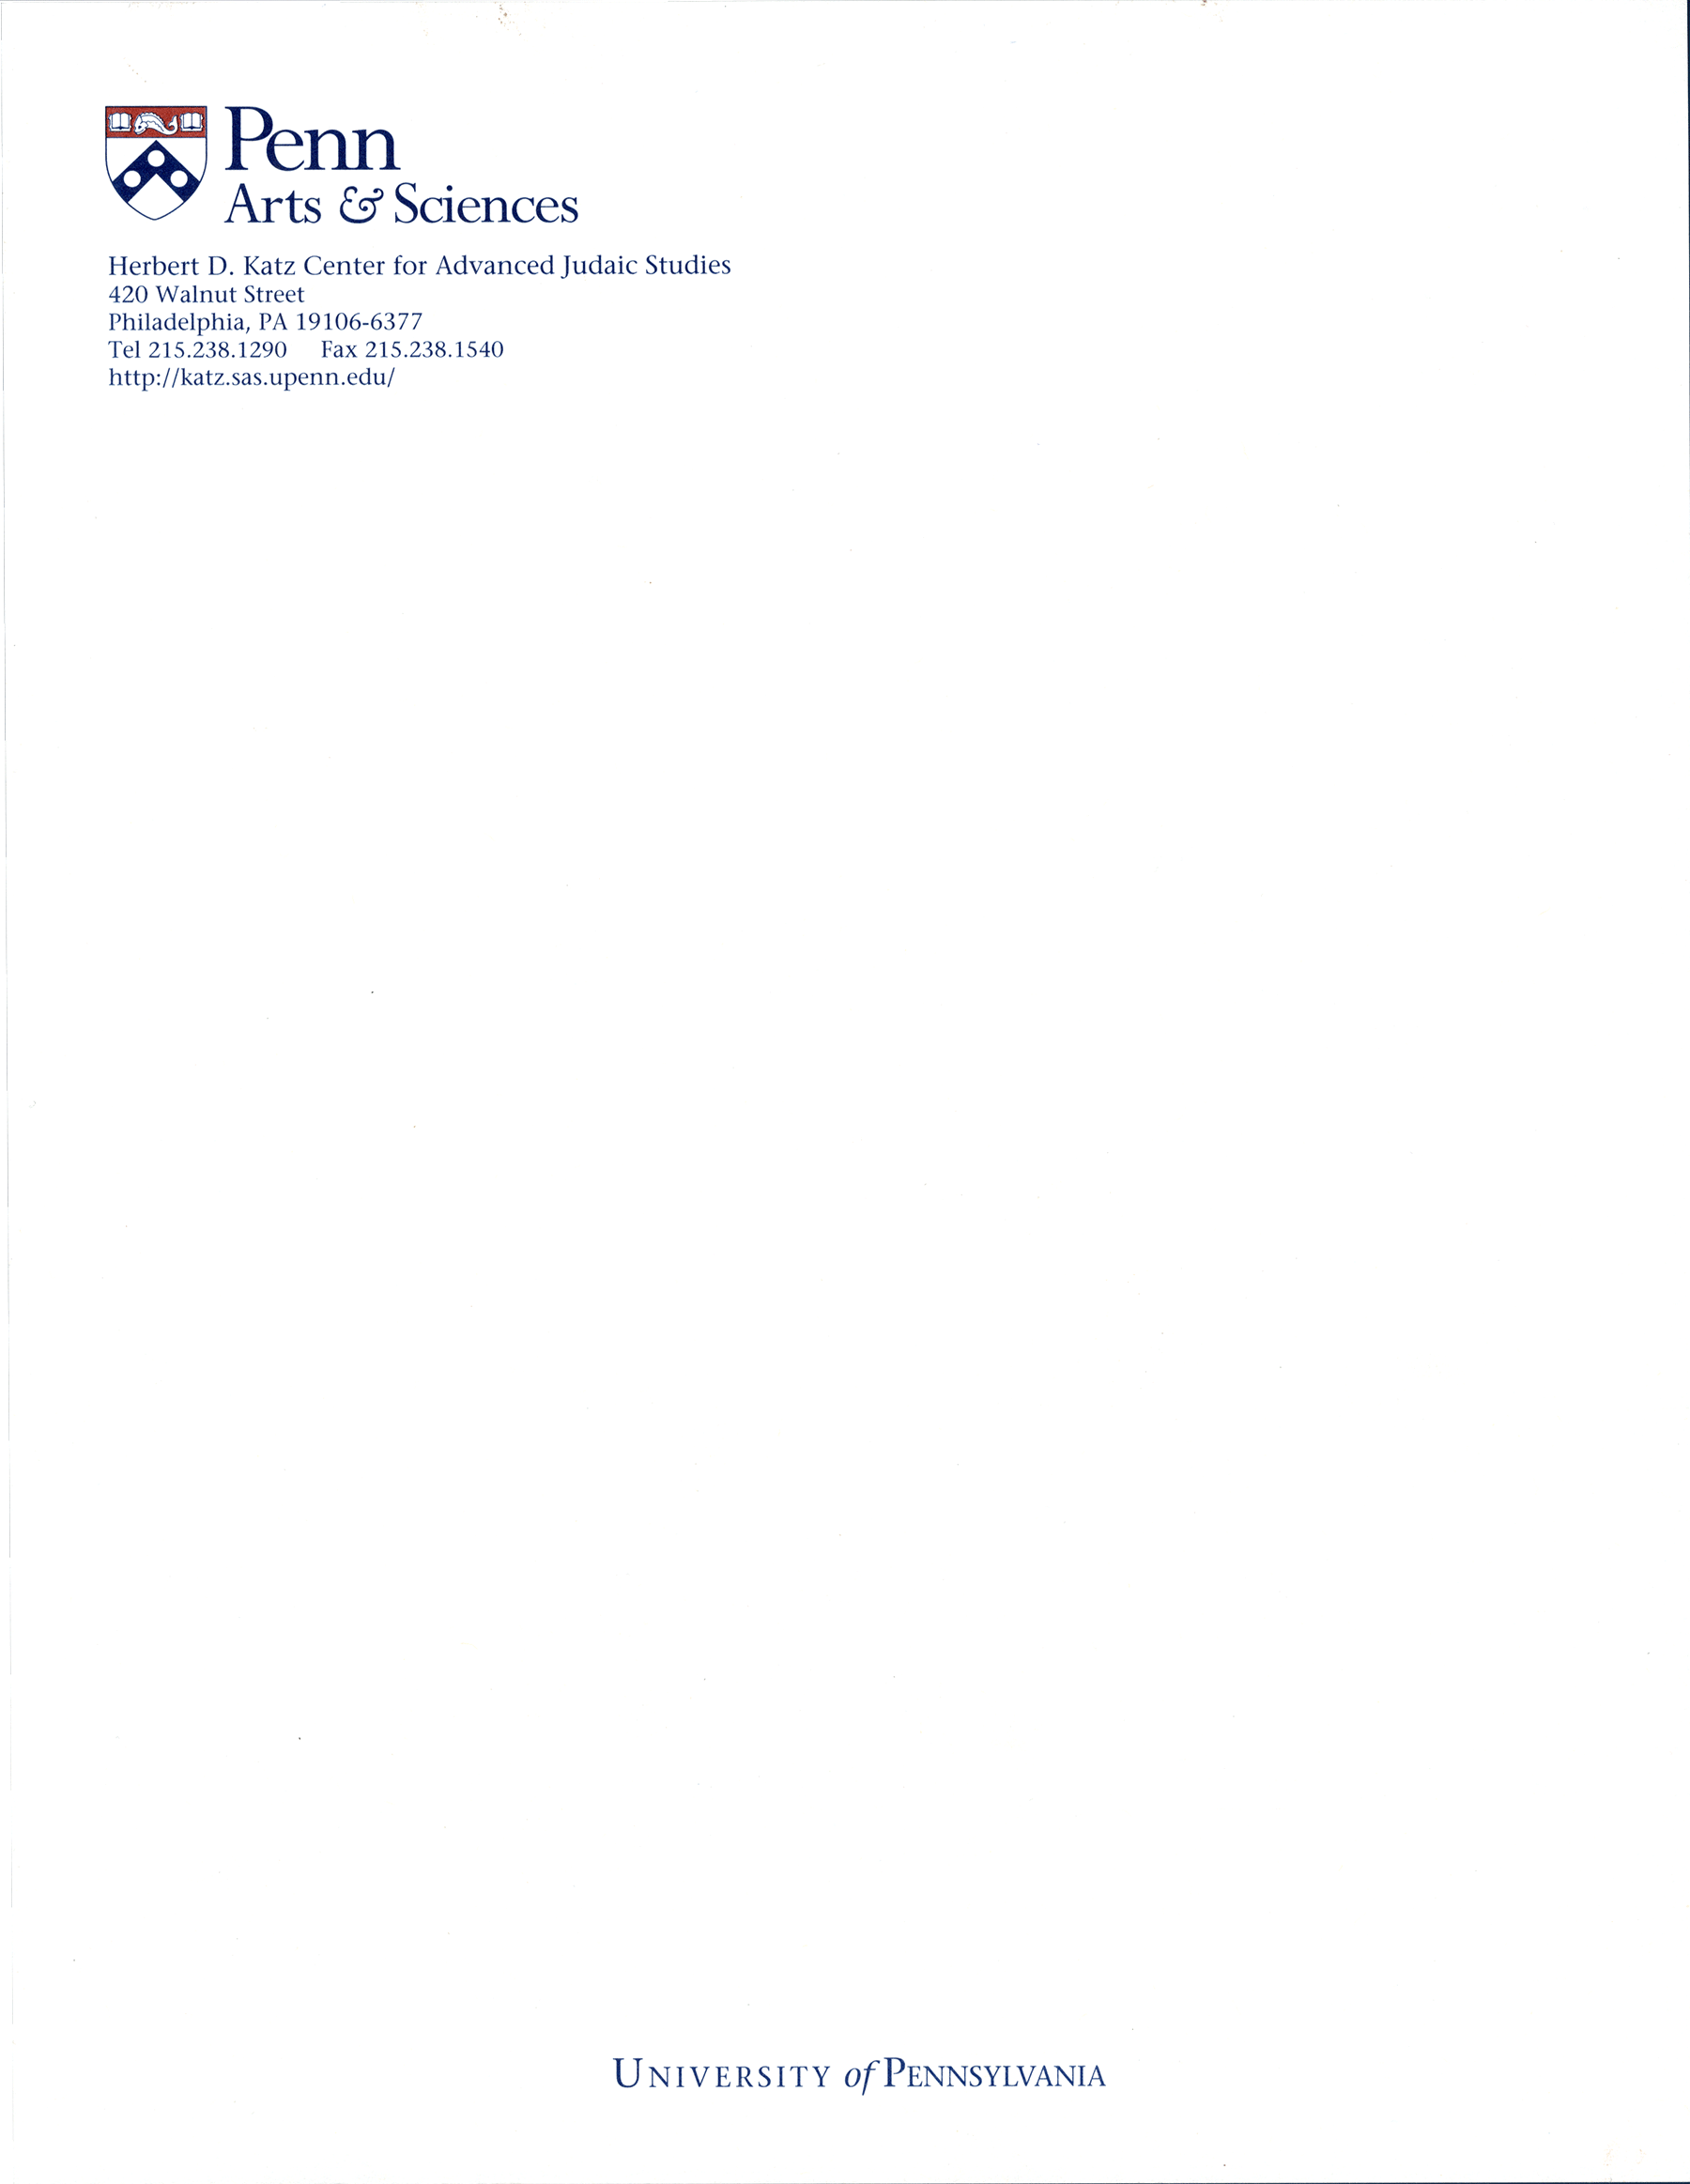 Penn
Arts & Sciences
Herbert D. Katz Center for Advanced Judaic Studies
420 Walnut Street
Philadelphia, PA 19106-6377
Tel 215.238.1290 Fax 215.238.1540
http://katz.sas.upenn.edu/
UNIVERSITY of PENNSYLVANIA